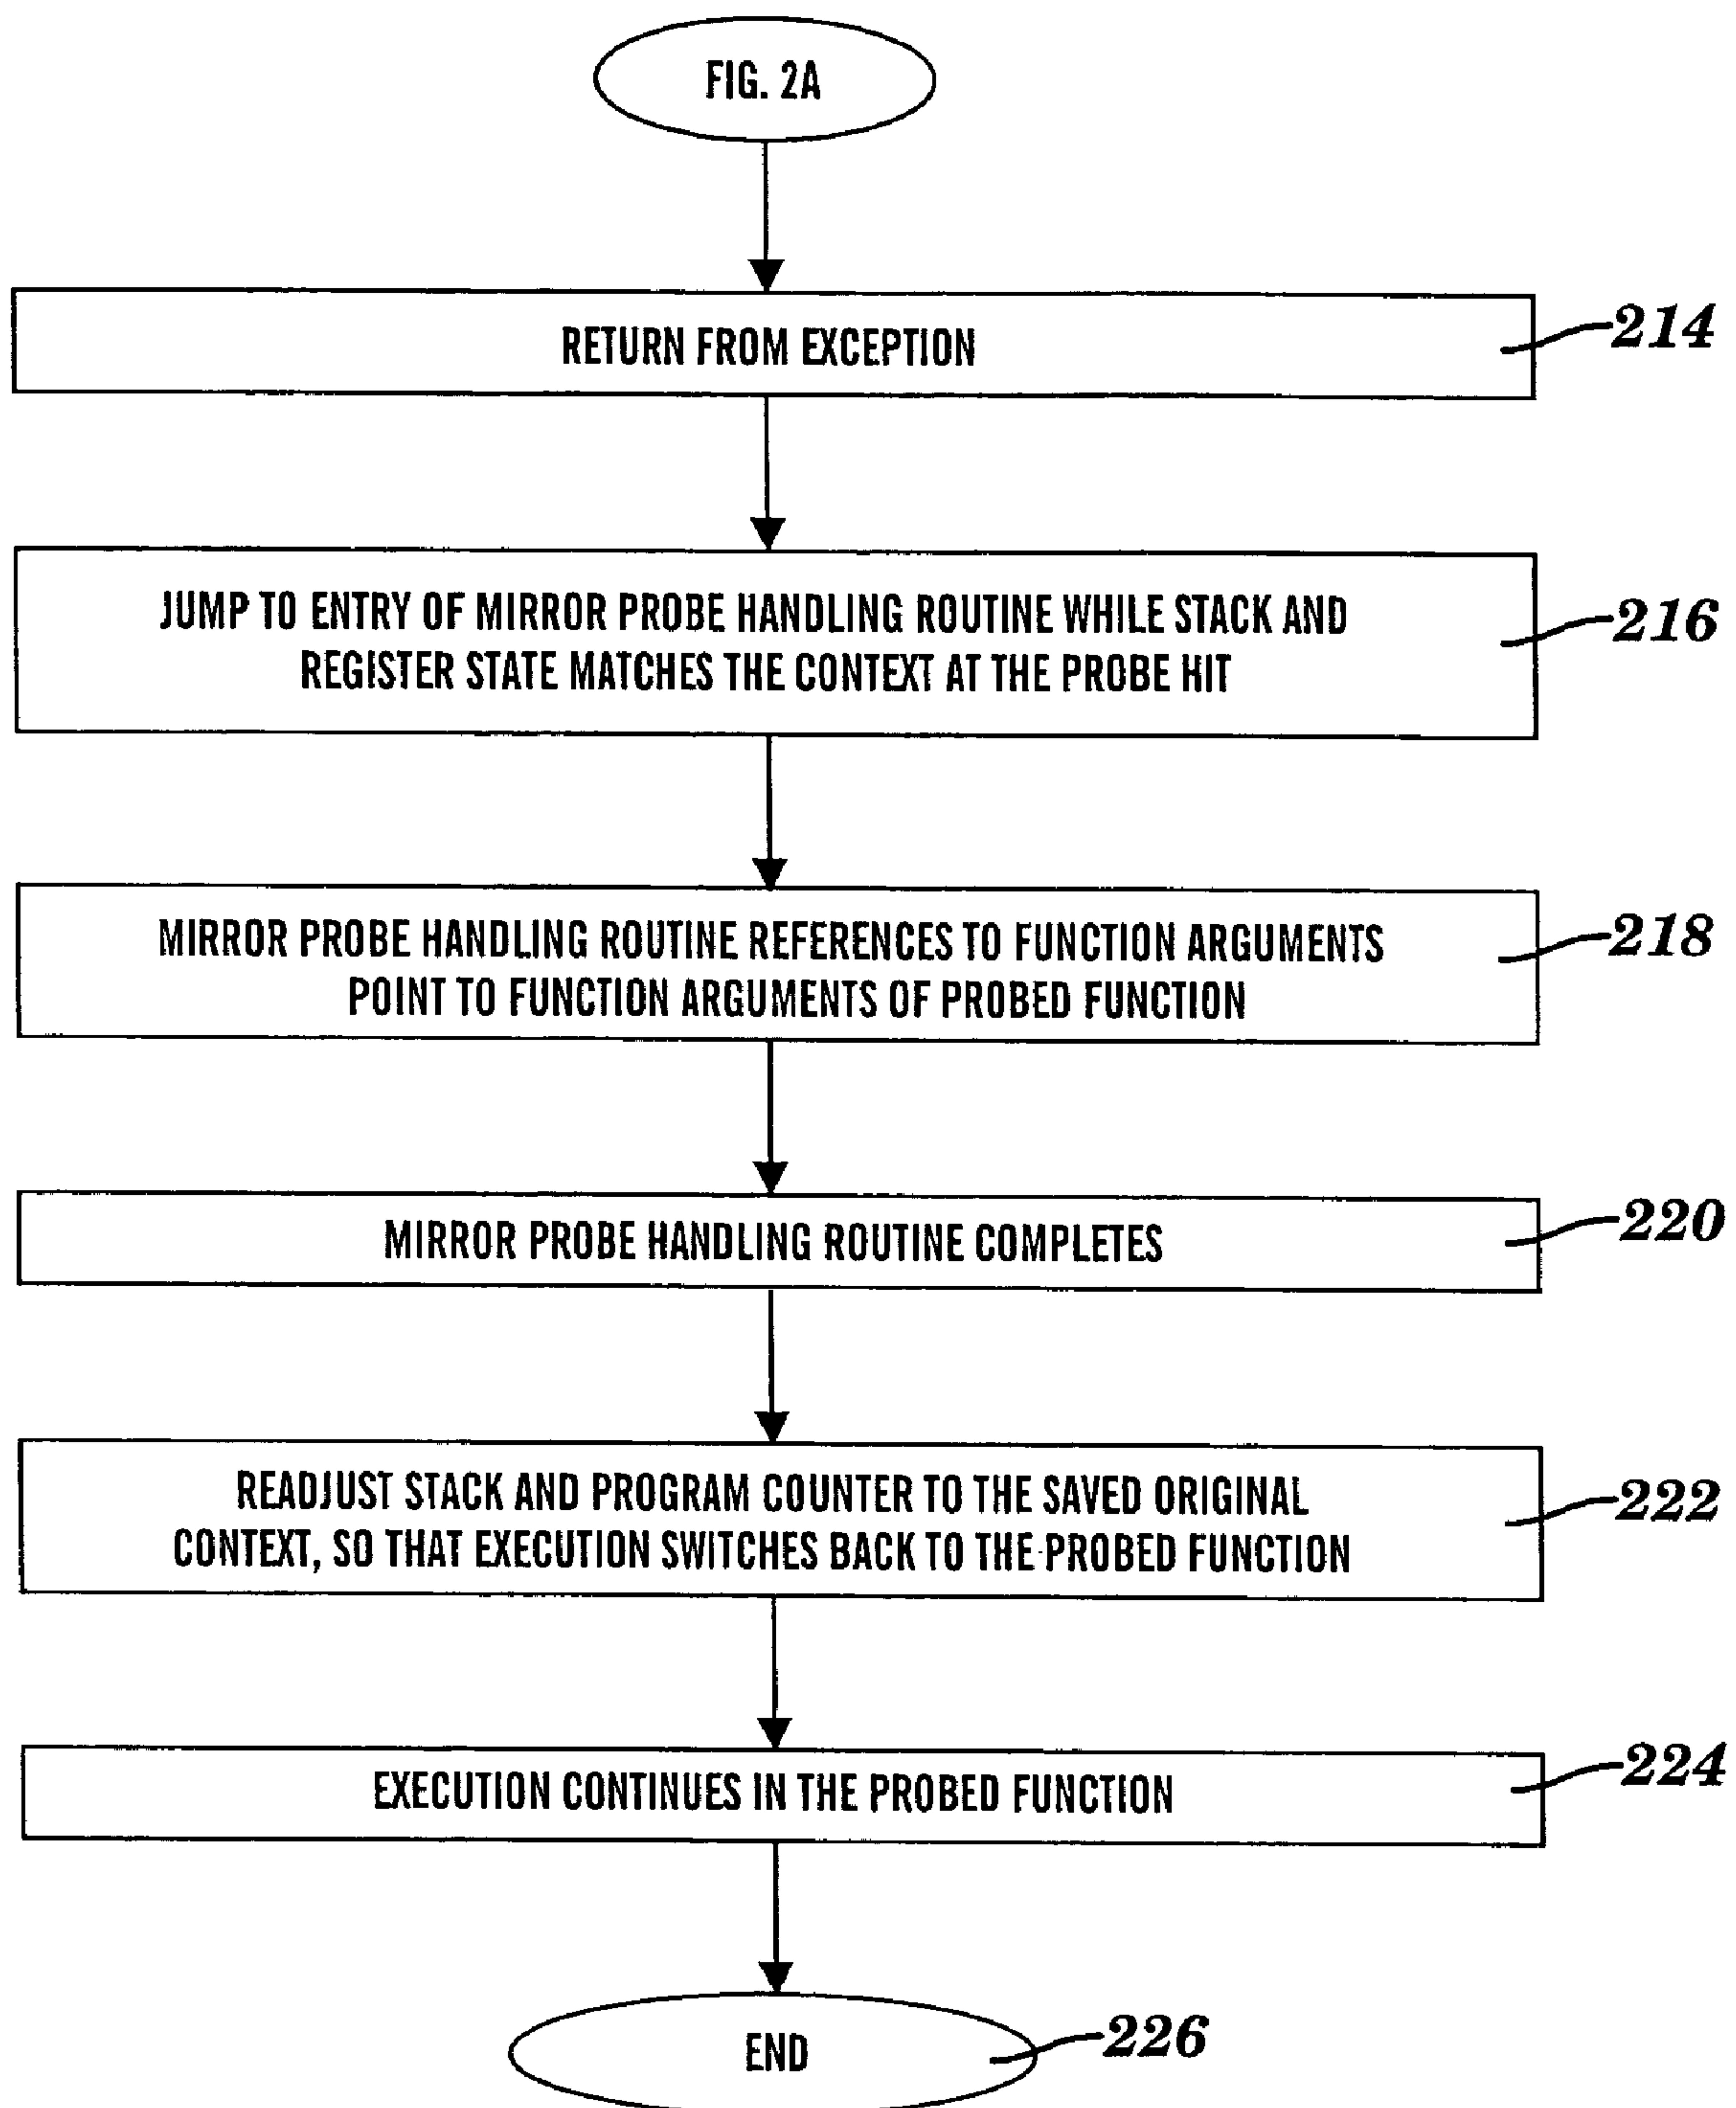 FIG. 2A
RETURN FROM EXCEPTION
214
JUMP TO ENTRY OF MIRROR PROBE HANDLING ROUTINE WHILE STACK AND
REGISTER STATE MATCHES THE CONTEXT AT THE PROBE HIT
216
MIRROR PROBE HANDLING ROUTINE REFERENCES TO FUNCTION ARGUMENTS
POINT TO FUNCTION ARGUMENTS OF PROBED FUNCTION
218
MIRROR PROBE HANDLING ROUTINE COMPLETES
220
READJUST STACK AND PROGRAM COUNTER TO THE SAVED ORIGINAL
CONTEXT, SO THAT EXECUTION SWITCHES BACK TO THE PROBED FUNCTION
222
EXECUTION CONTINUES IN THE PROBED FUNCTION
224
END
226